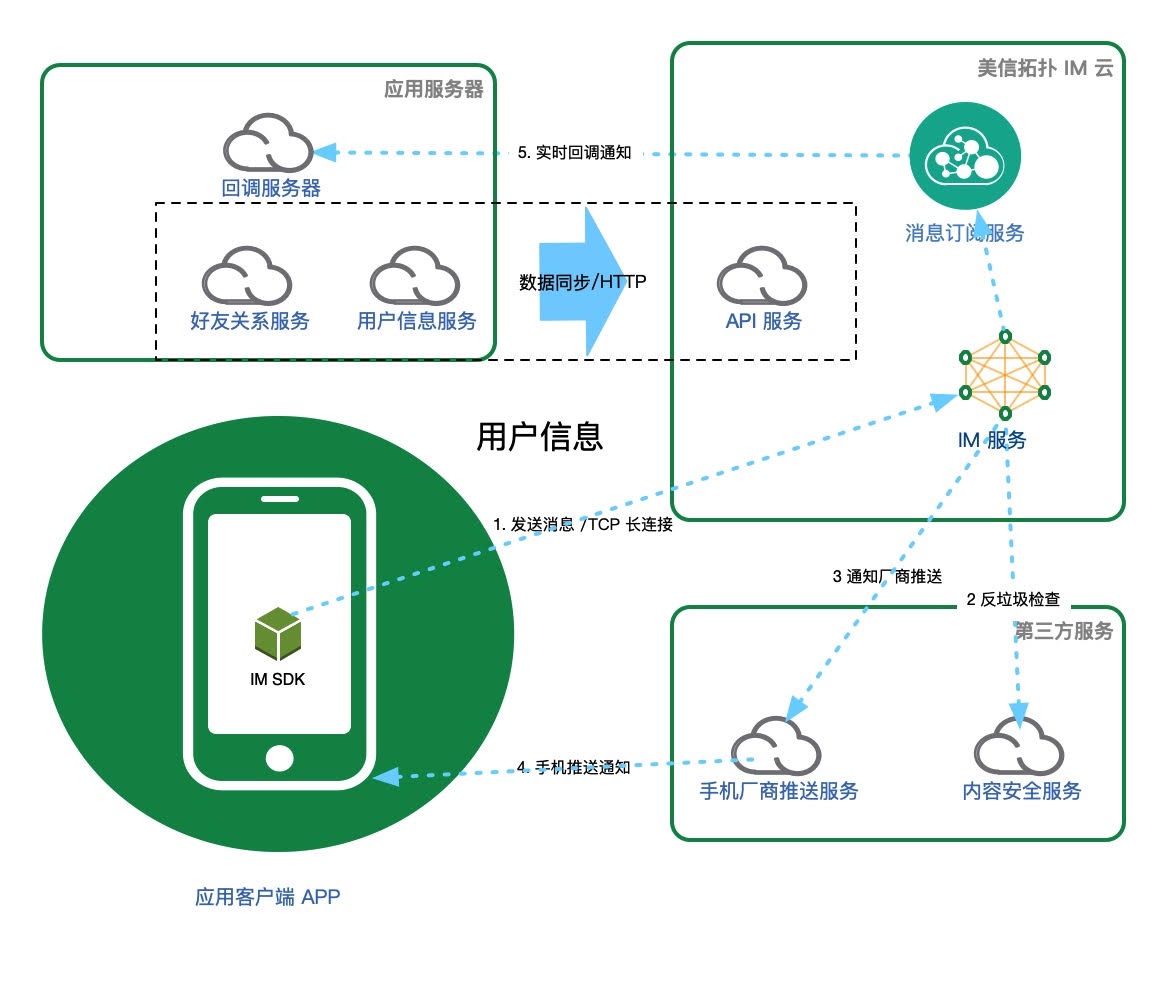 美信拓扑 IM 云
应用服务器
5. 实时回调通知
回调服务器
消息订阅服务
数据同步/HTTP
好友关系服务
用户信息服务
API 服务
用户信息
IM 服务
1. 发送消息 /TCP 长连接
3 通知厂商推送
2 反垃圾检查
第三方服务
IM SDK
4. 手机推送通知
手机厂商推送服务
内容安全服务
应用客户端 APP